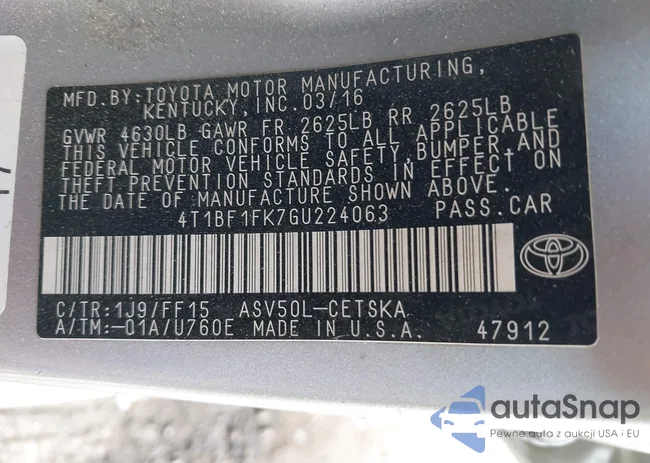 MFD. BY: TOYOTA MOTOR MANUFACTURING,
KENTUCKY, INC. 03/16
GVWR 4630LB GAWR FR 2625LB RR 2625LB
THIS VEHICLE CONFORMS TO ALL APPLICABLE
FEDERAL MOTOR VEHICLE SAFETY, BUMPER, AND
THEFT PREVENTION STANDARDS IN EFFECT ON
THE DATE OF MANUFACTURE SHOWN ABOVE.
4T1BF1FK7GU224063 PASS.CAR
C/TR:1J9/FF15 ASV50L-CETSKA
A/TM:-01A/U760E MADE IN U.S.A. 47912
autoSnap
Pewne auta z aukcji USA i EU